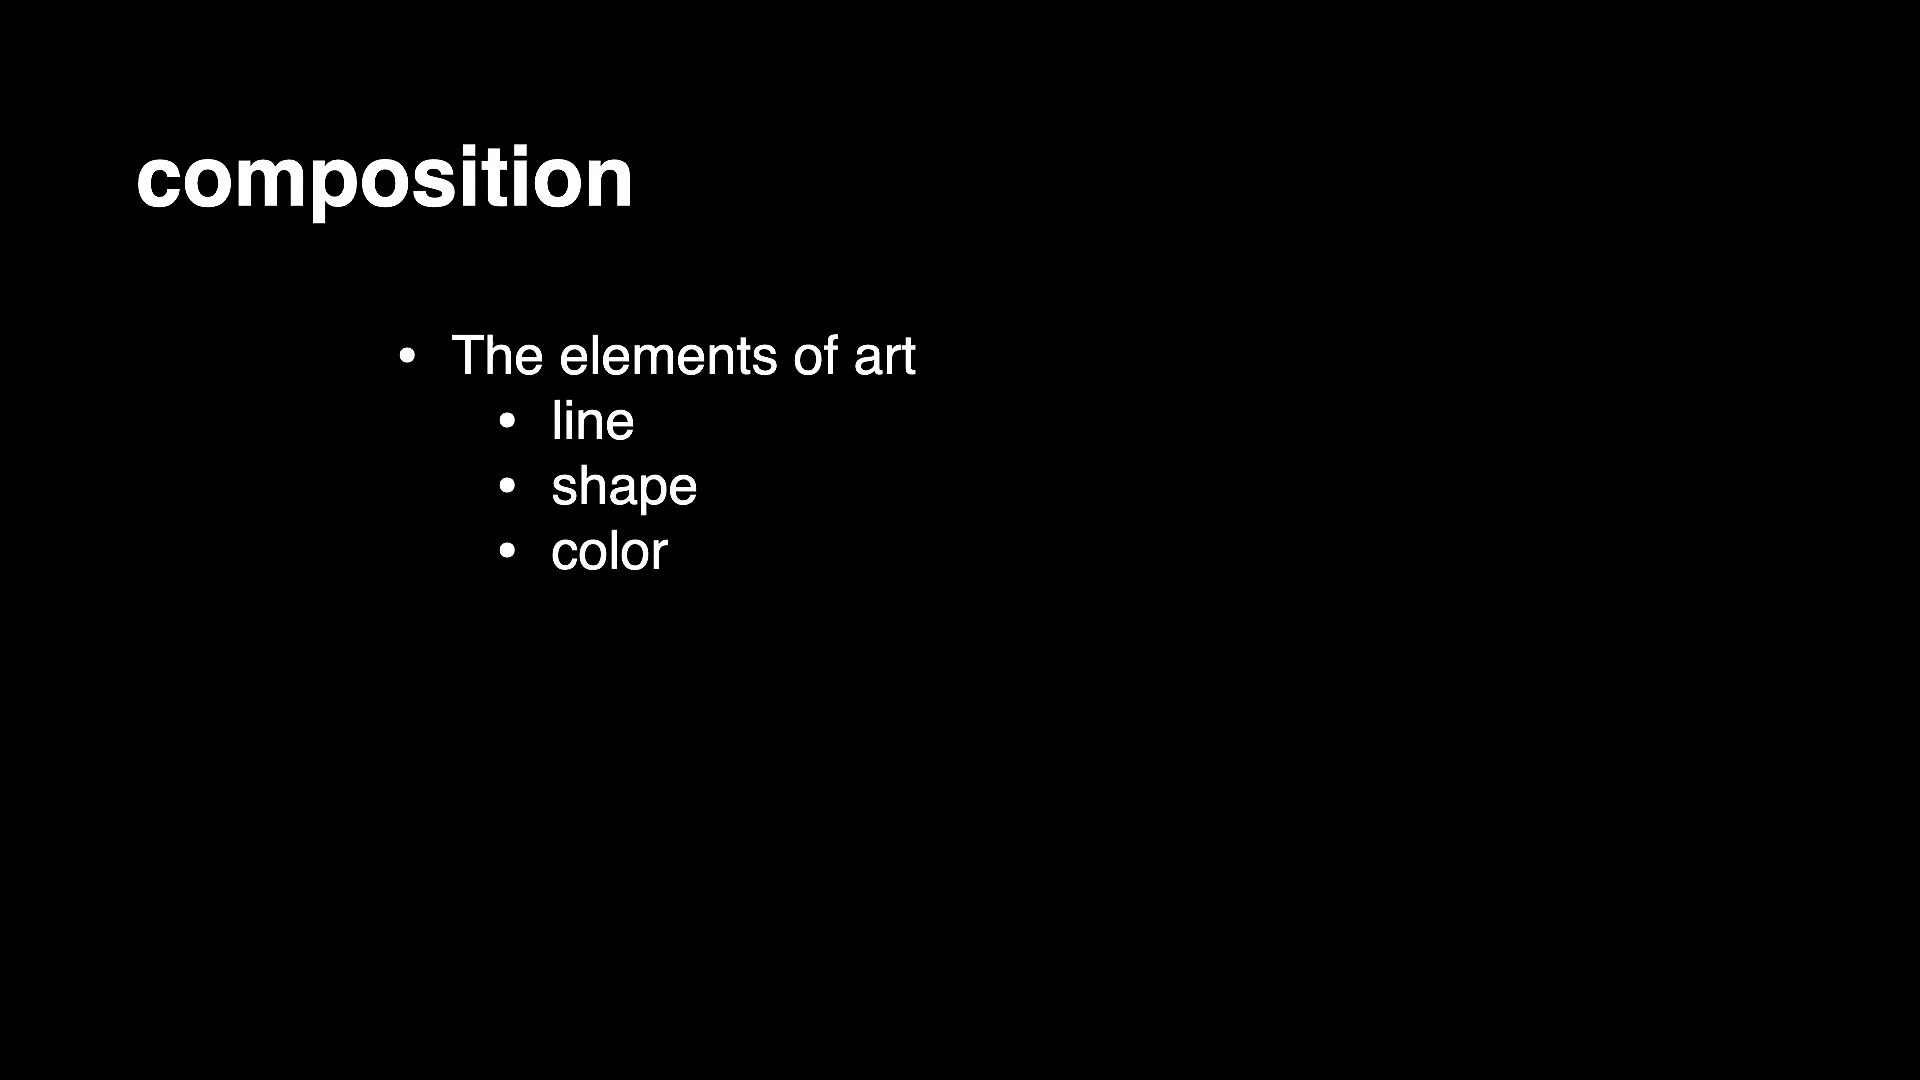 composition
• The elements of art
• line
• shape
• color